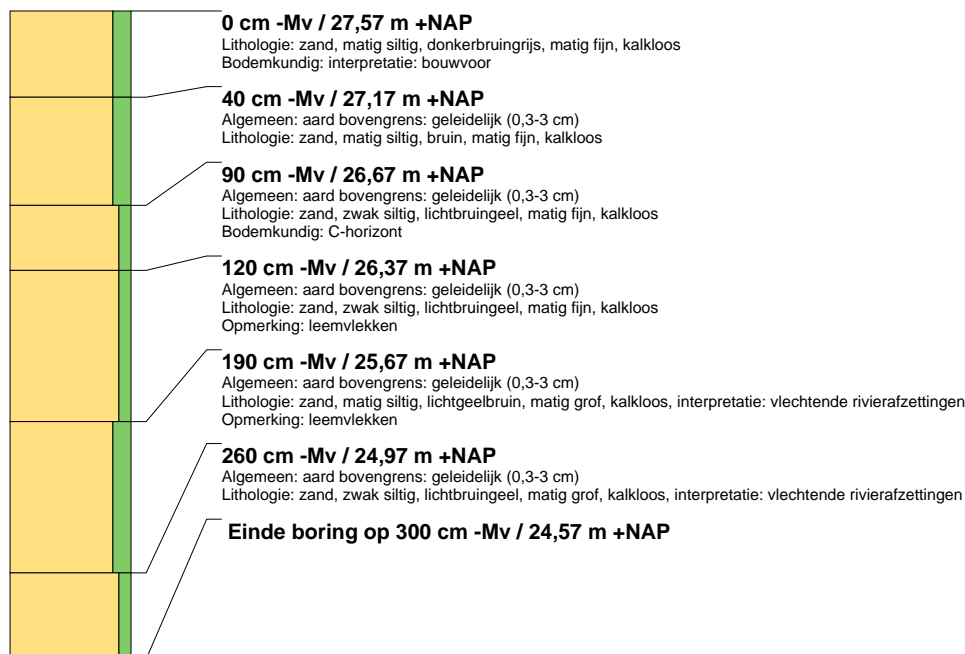 0 cm -Mv / 27,57 m +NAP
Lithologie: zand, matig siltig, donkerbruingrijs, matig fijn, kalkloos
Bodemkundig: interpretatie: bouwvoor
40 cm -Mv / 27,17 m +NAP
Algemeen: aard bovengrens: geleidelijk (0,3-3 cm)
Lithologie: zand, matig siltig, bruin, matig fijn, kalkloos
90 cm -Mv / 26,67 m +NAP
Algemeen: aard bovengrens: geleidelijk (0,3-3 cm)
Lithologie: zand, zwak siltig, lichtbruingeel, matig fijn, kalkloos
Bodemkundig: C-horizont
120 cm -Mv / 26,37 m +NAP
Algemeen: aard bovengrens: geleidelijk (0,3-3 cm)
Lithologie: zand, zwak siltig, lichtbruingeel, matig fijn, kalkloos
Opmerking: leemvlekken
190 cm -Mv / 25,67 m +NAP
Algemeen: aard bovengrens: geleidelijk (0,3-3 cm)
Lithologie: zand, matig siltig, lichtgeelbruin, matig grof, kalkloos, interpretatie: vlechtende rivierafzettingen
Opmerking: leemvlekken
260 cm -Mv / 24,97 m +NAP
Algemeen: aard bovengrens: geleidelijk (0,3-3 cm)
Lithologie: zand, zwak siltig, lichtbruingeel, matig grof, kalkloos, interpretatie: vlechtende rivierafzettingen
Einde boring op 300 cm -Mv / 24,57 m +NAP